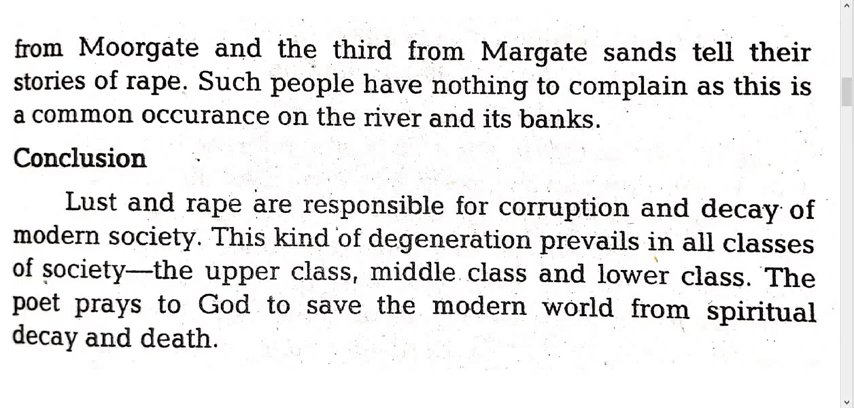 from Moorgate and the third from Margate sands tell their
stories of rape. Such people have nothing to complain as this is
a common occurance on the river and its banks.
Conclusion
Lust and rape are responsible for corruption and decay of
modern society. This kind of degeneration prevails in all classes
of society—the upper class, middle class and lower class. The
poet prays to God to save the modern world from spiritual
decay and death.